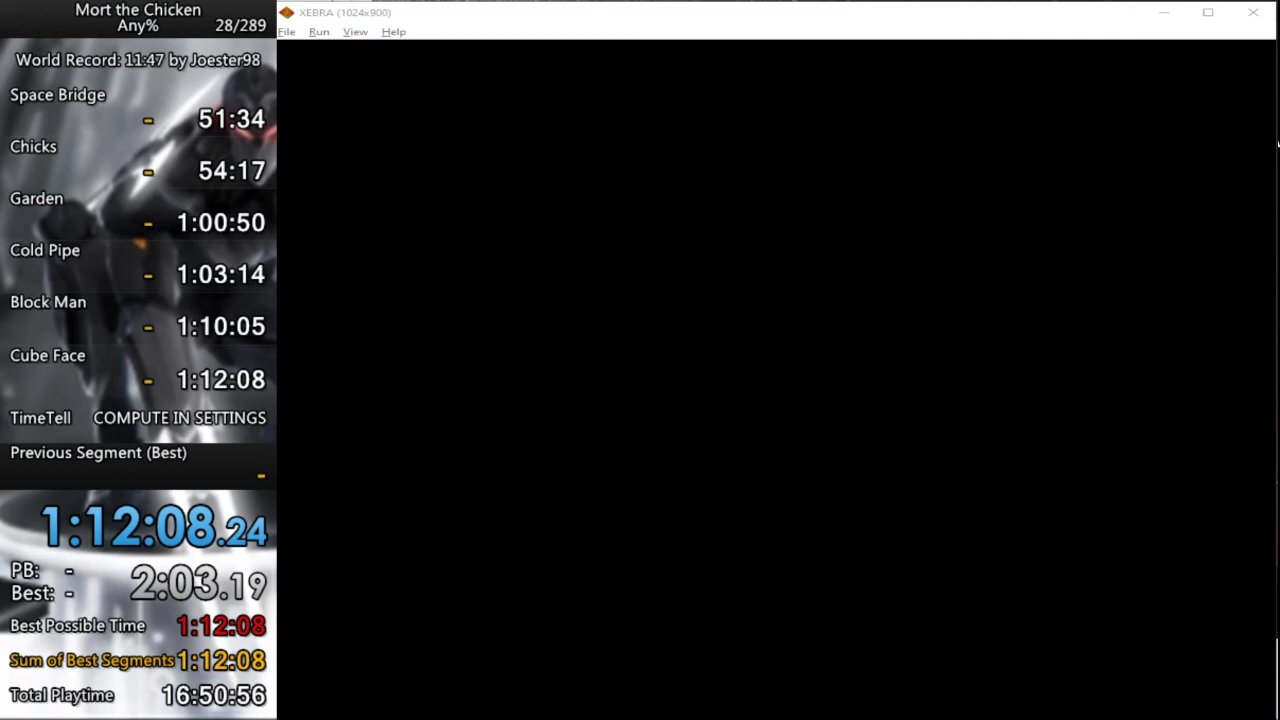 Mort the Chicken
Any% 28/289
World Record: 11:47 by Joester98
Space Bridge
- 51:34
Chicks
- 54:17
Garden
- 1:00:50
Cold Pipe
- 1:03:14
Block Man
- 1:10:05
Cube Face
- 1:12:08
TimeTell COMPUTE IN SETTINGS
Previous Segment (Best)
-
1:12:08.24
PB: -
Best: - 2:03.19
Best Possible Time 1:12:08
Sum of Best Segments 1:12:08
Total Playtime 16:50:56
XEBRA (1024x900)
File Run View Help